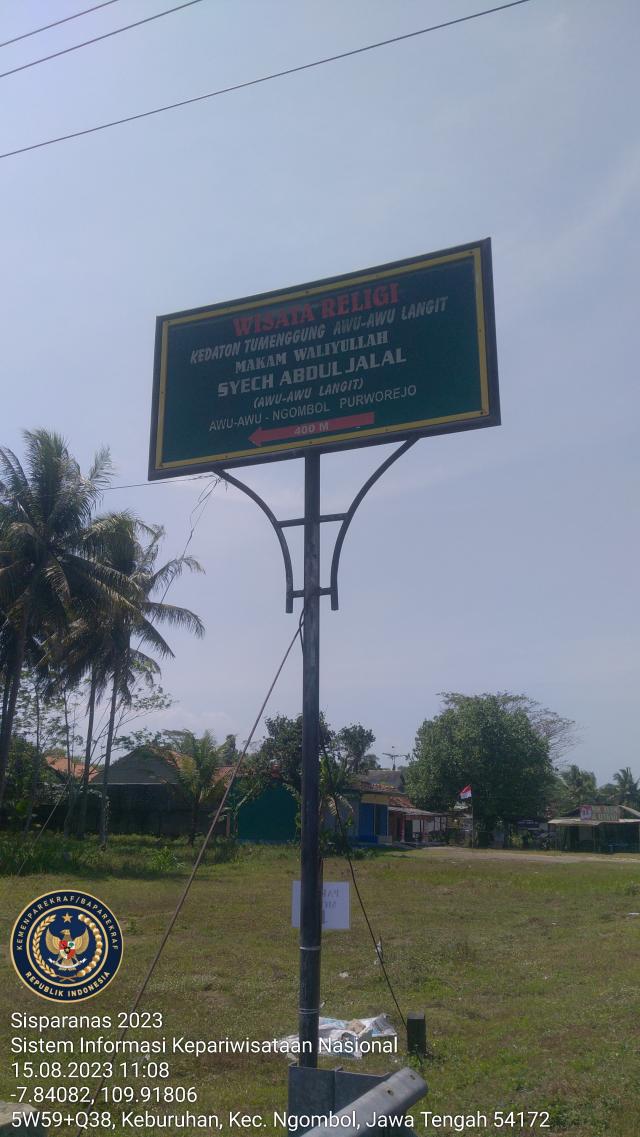 WISATA RELIGI
KEDATON TUMENGGUNG AWU-AWU LANGIT
MAKAM WALIYULLAH
SYECH ABDUL JALAL
(AWU-AWU LANGIT)
AWU-AWU - NGOMBOL PURWOREJO
400 M
KEMENPAREKRAF/BAPAREKRAF
REPUBLIK INDONESIA
Sisparanas 2023
Sistem Informasi Kepariwisataan Nasional
15.08.2023 11:08
-7.84082, 109.91806
5W59+Q38, Keburuhan, Kec. Ngombol, Jawa Tengah 54172